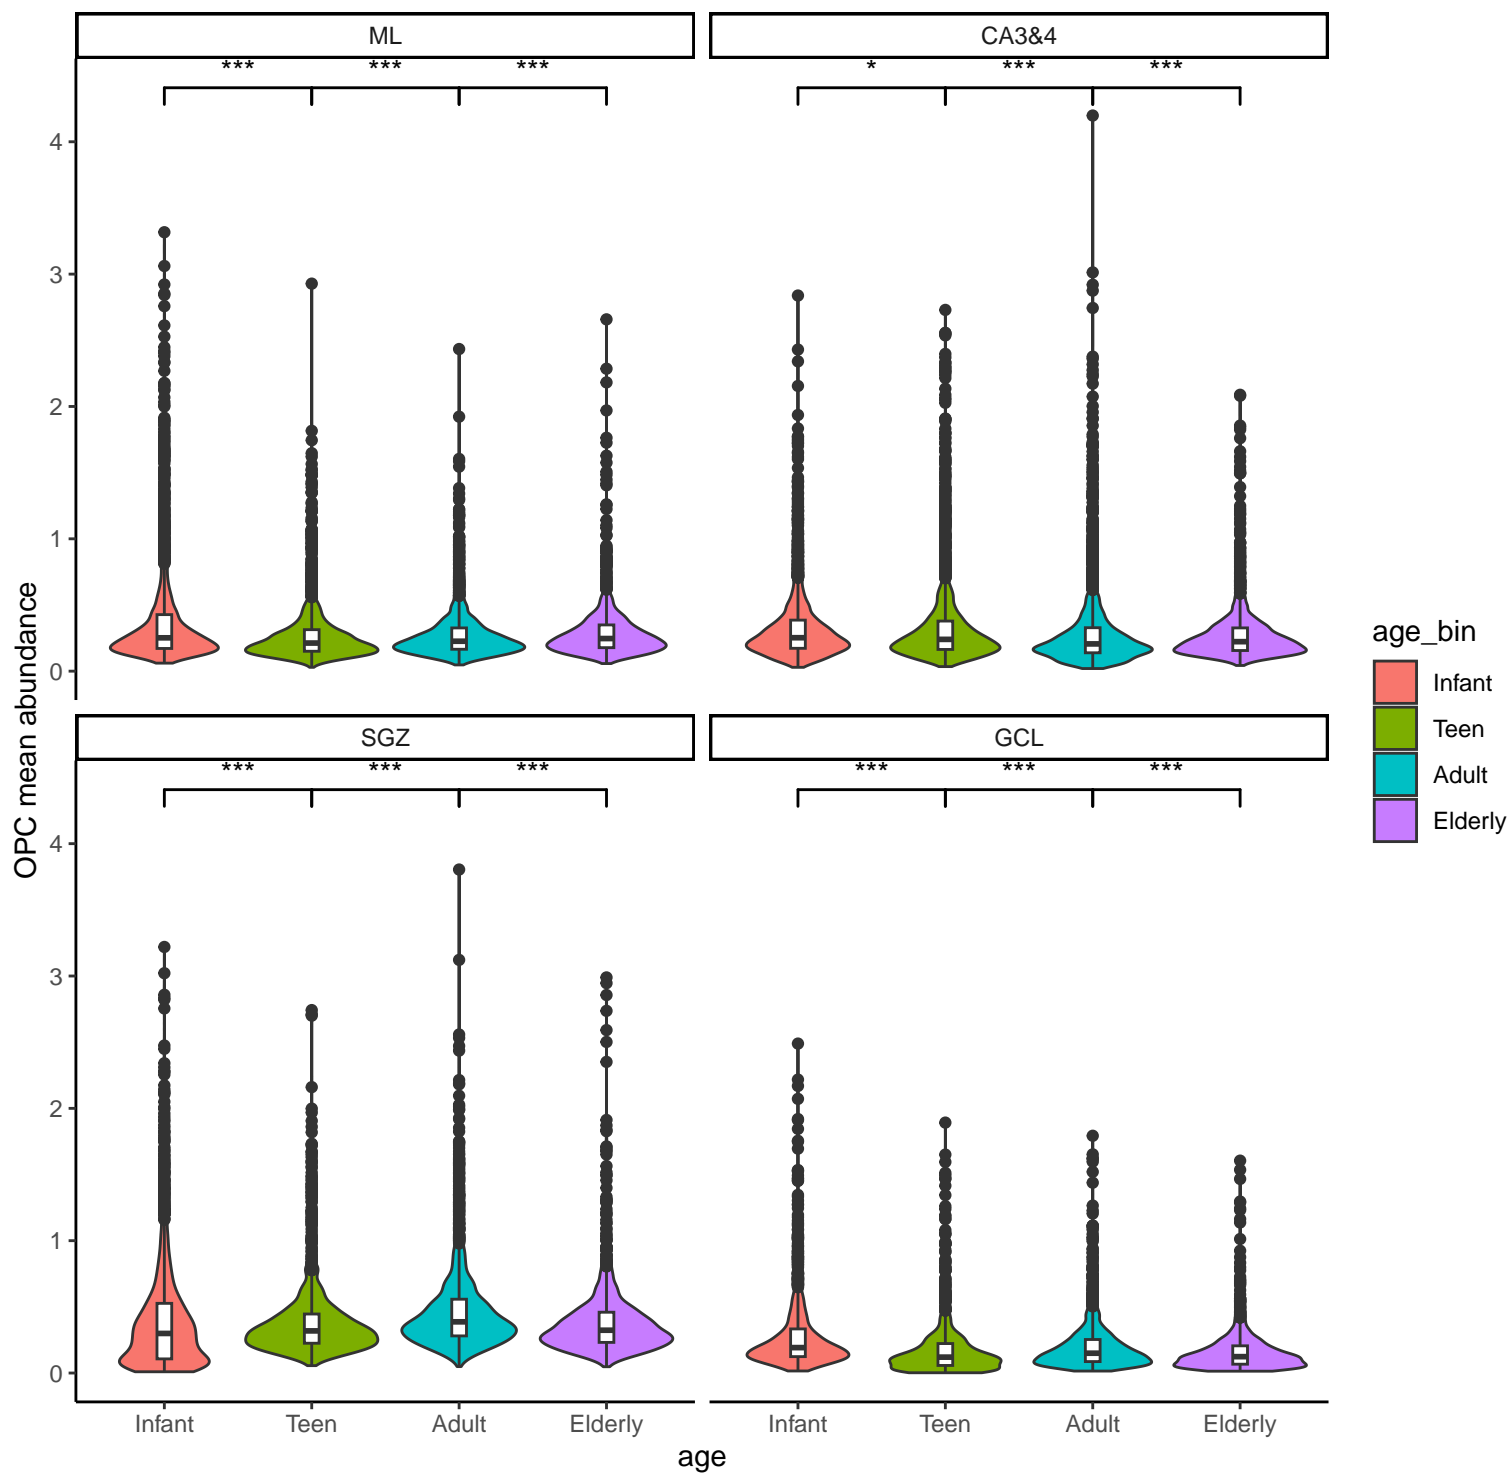 ML
CA3&4
*** *** ***
* *** ***
4
3
2
1
0
SGZ
GCL
*** *** ***
*** *** ***
4
3
2
1
0
OPC mean abundance
Infant Teen Adult Elderly
Infant Teen Adult Elderly
age
age_bin
Infant
Teen
Adult
Elderly